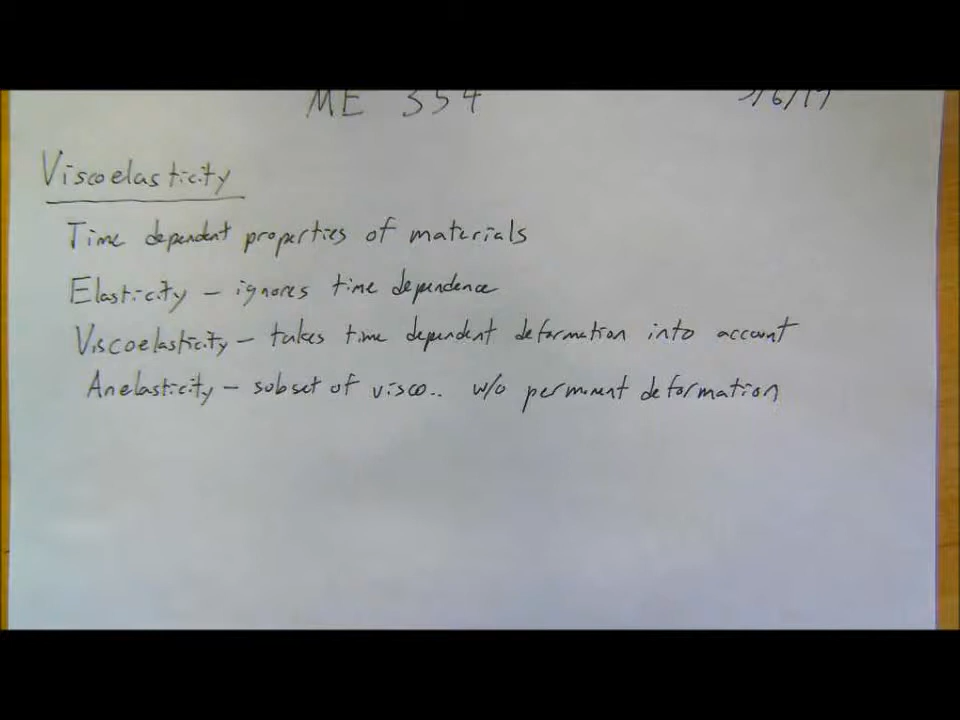 ME 354
Viscoelasticity
Time dependent properties of materials
Elasticity - ignores time dependence
Viscoelasticity - takes time dependent deformation into account
Anelasticity - subset of visco.. w/o perminent deformation